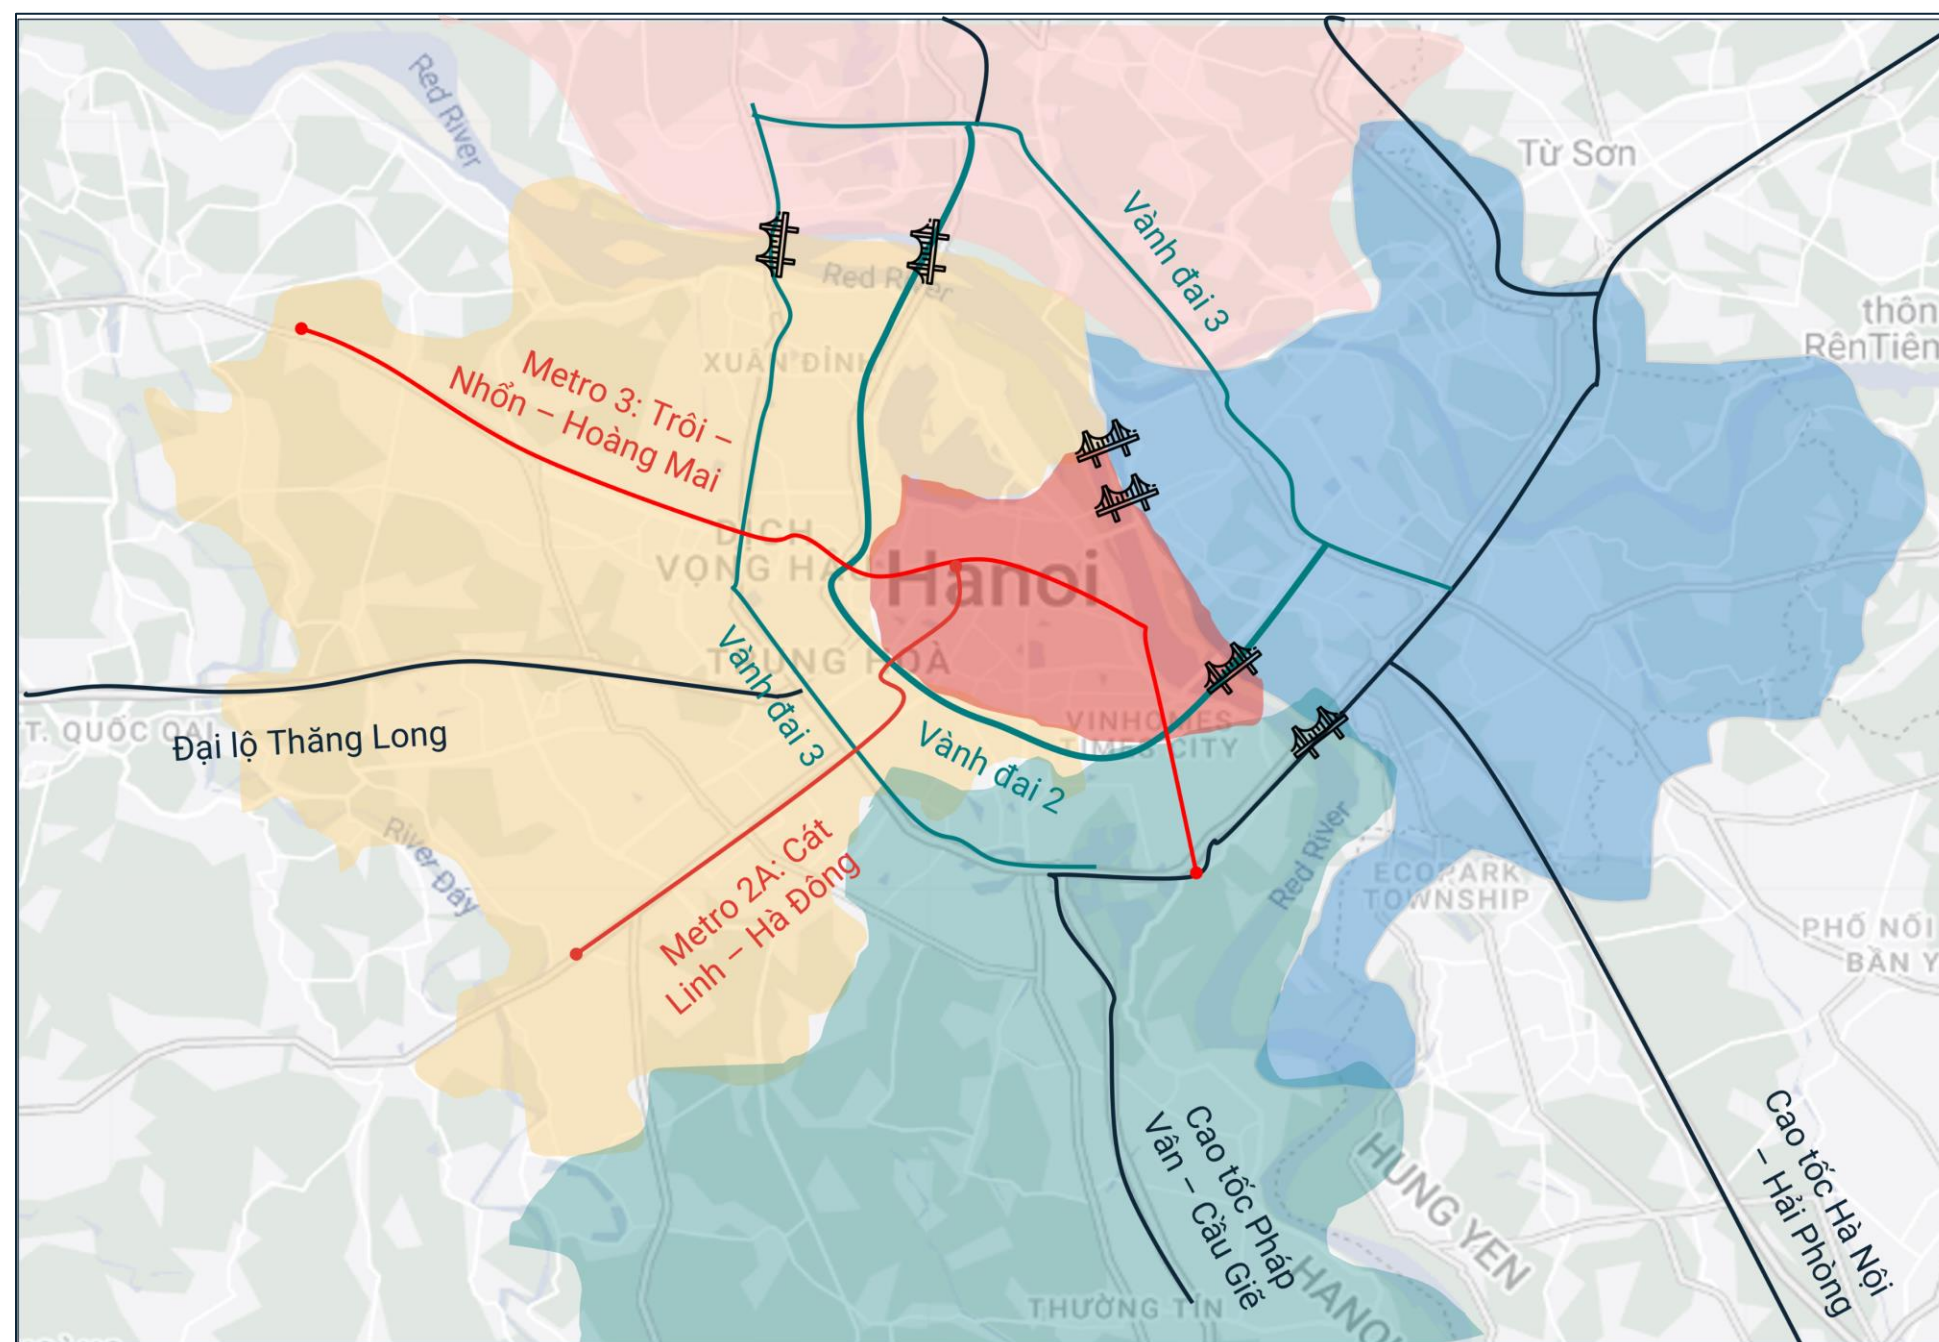 Red River
Từ Sơn
Vành đai 3
Red River
thôn
RênTiên
XUÂN ĐỈNH
Metro 3: Trôi –
Nhổn – Hoàng Mai
DỊCH
VỌNG HẬU
Hanoi
TRUNG HOÀ
Vành đai 3
T. QUỐC OAI
Đại lộ Thăng Long
Vành đai 2
VINHOMES
TIMES CITY
River Đáy
Metro 2A: Cát
Linh – Hà Đông
Red River
ECOPARK
TOWNSHIP
PHỐ NỐI
BẦN Y
Cao tốc Pháp
Vân – Cầu Giẽ
HUNG YEN
HANOI
Cao tốc Hà Nội
– Hải Phòng
THƯỜNG TÍN